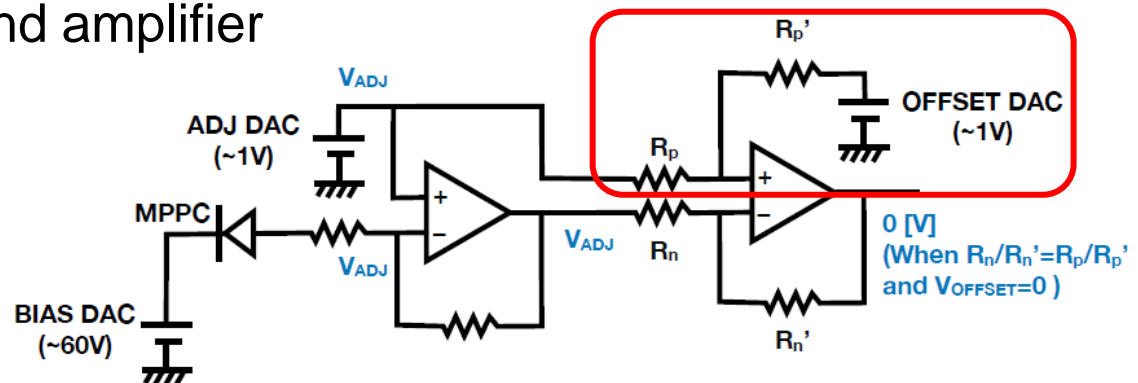 nd amplifier
Rp'
VADJ
ADJ DAC
(~1V)
OFFSET DAC
(~1V)
Rp
+
+
MPPC
−
−
VADJ
VADJ
Rn
0 [V]
(When Rn/Rn'=Rp/Rp'
and VOFFSET=0 )
BIAS DAC
(~60V)
Rn'